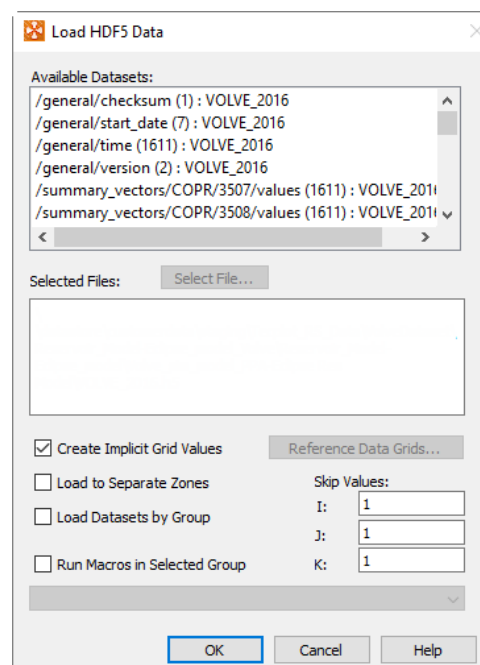 Load HDF5 Data
Available Datasets:
/general/checksum (1) : VOLVE_2016
/general/start_date (7) : VOLVE_2016
/general/time (1611) : VOLVE_2016
/general/version (2) : VOLVE_2016
/summary_vectors/COPR/3507/values (1611) : VOLVE_201
/summary_vectors/COPR/3508/values (1611) : VOLVE_201
Selected Files: Select File...
Create Implicit Grid Values Reference Data Grids...
Load to Separate Zones Skip Values:
I: 1
Load Datasets by Group
J: 1
Run Macros in Selected Group K: 1
OK Cancel Help